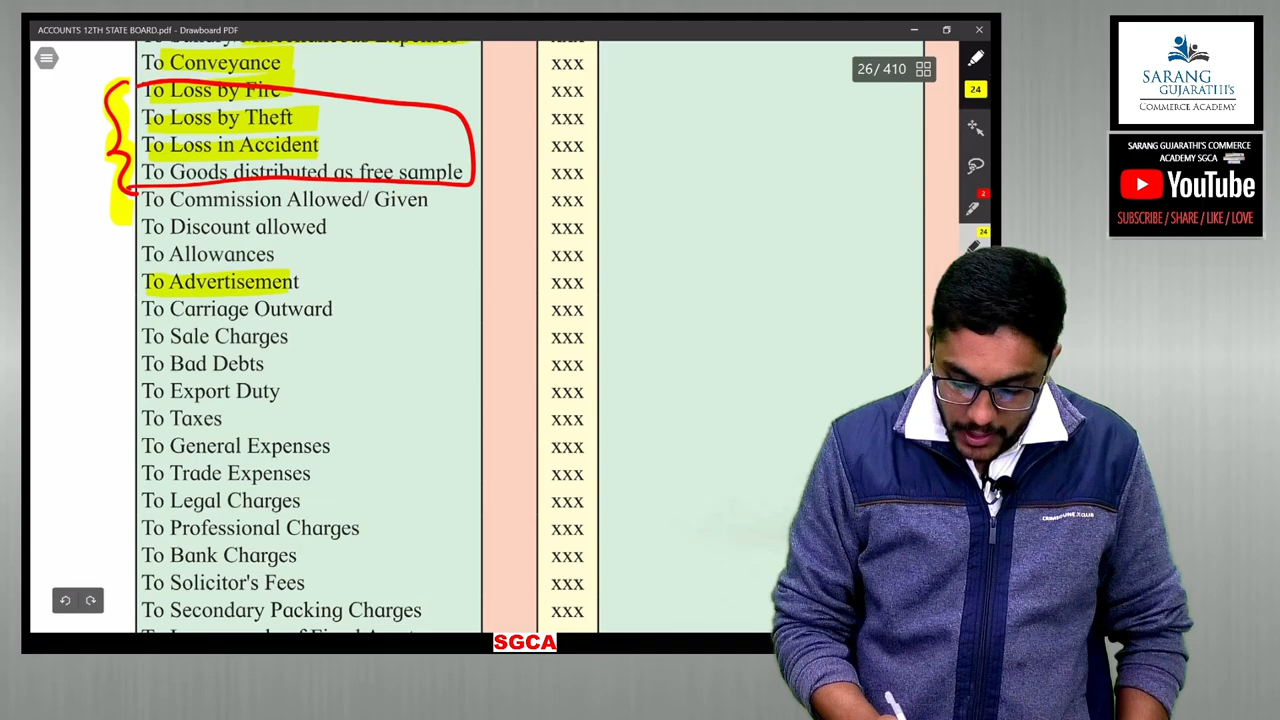 ACCOUNTS 12TH STATE BOARD.pdf - Drawboard PDF
To Conveyance xxx
26 / 410
To Loss by Fire xxx
24
To Loss by Theft xxx
To Loss in Accident xxx
To Goods distributed as free sample xxx
2
To Commission Allowed/ Given xxx
To Discount allowed xxx
24
To Allowances xxx
To Advertisement xxx
To Carriage Outward xxx
To Sale Charges xxx
To Bad Debts xxx
To Export Duty xxx
To Taxes xxx
To General Expenses xxx
To Trade Expenses xxx
To Legal Charges xxx
To Professional Charges xxx
To Bank Charges xxx
To Solicitor's Fees xxx
To Secondary Packing Charges xxx
SGCA
SARANG
GUJARATHI'S
COMMERCE ACADEMY
SARANG GUJARATHI'S COMMERCE
ACADEMY SGCA
YouTube
SUBSCRIBE / SHARE / LIKE / LOVE